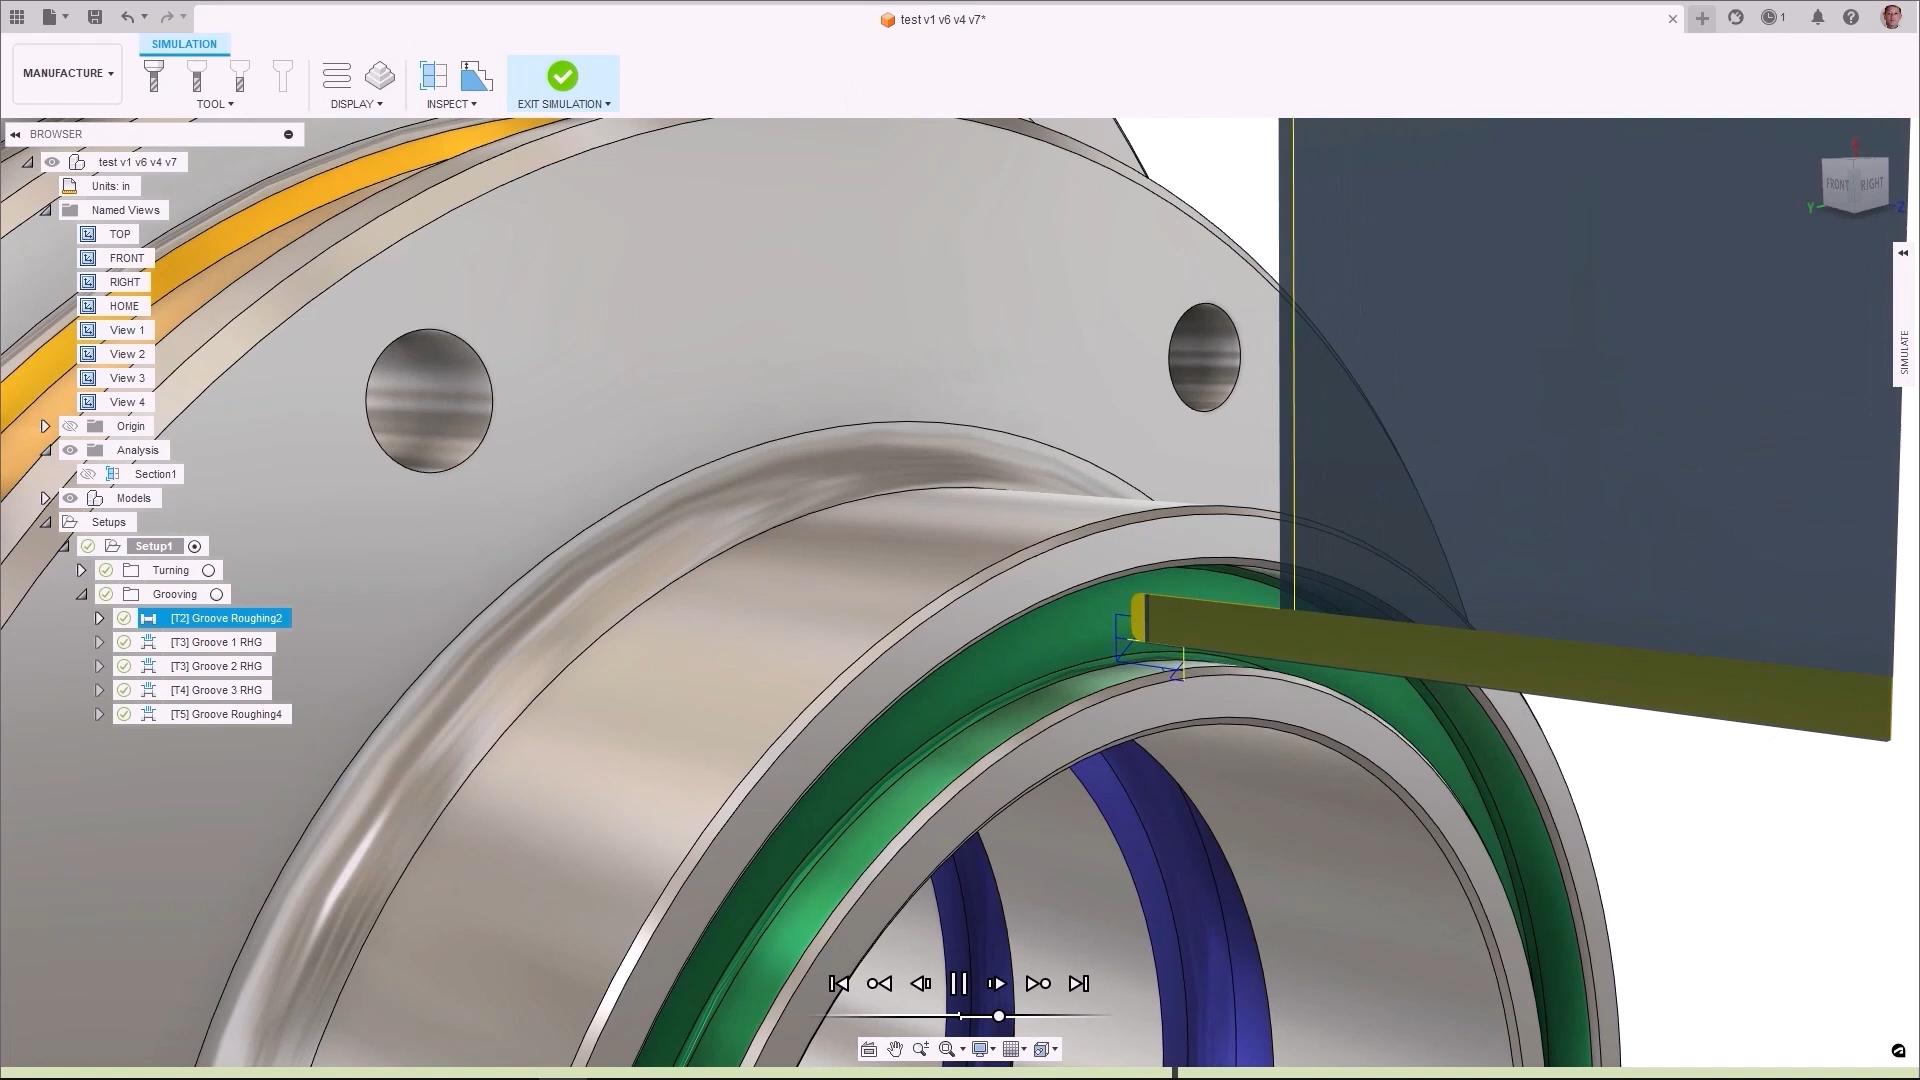 test v1 v6 v4 v7*
1
SIMULATION
MANUFACTURE
TOOL
DISPLAY
INSPECT
EXIT SIMULATION
BROWSER
test v1 v6 v4 v7
Units: in
Named Views
TOP
FRONT
RIGHT
HOME
View 1
View 2
View 3
View 4
Origin
Analysis
Section1
Models
Setups
Setup1
Turning
Grooving
[T2] Groove Roughing2
[T3] Groove 1 RHG
[T3] Groove 2 RHG
[T4] Groove 3 RHG
[T5] Groove Roughing4
FRONT
RIGHT
Y
Z
SIMULATE